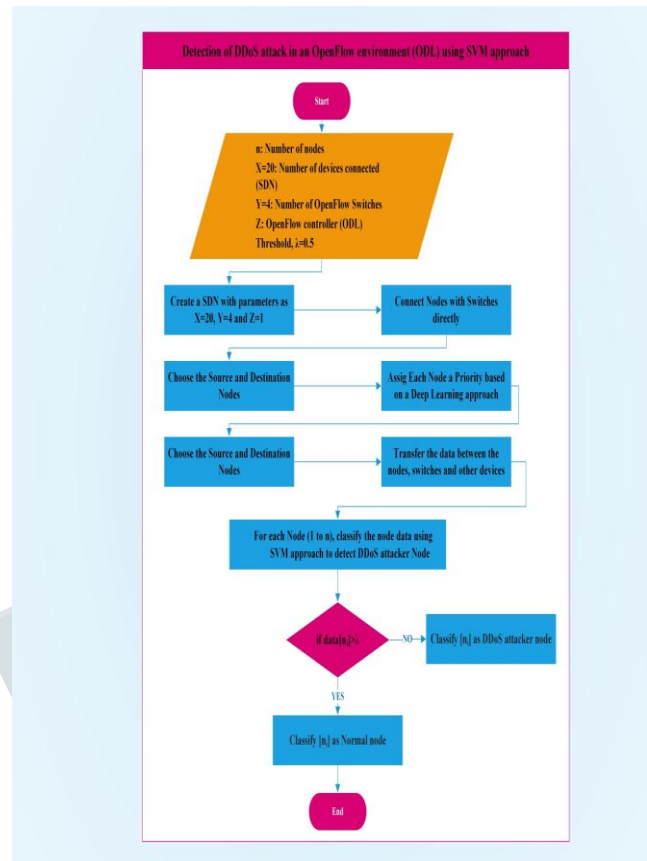 Detection of DDoS attack in an OpenFlow environment (ODL) using SVM approach
Start
n: Number of nodes
X=20: Number of devices connected
(SDN)
Y=4: Number of OpenFlow Switches
Z: OpenFlow controller (ODL)
Threshold, λ=0.5
Create a SDN with parameters as
X=20, Y=4 and Z=1
Connect Nodes with Switches
directly
Choose the Source and Destination
Nodes
Assig Each Node a Priority based
on a Deep Learning approach
Choose the Source and Destination
Nodes
Transfer the data between the
nodes, switches and other devices
For each Node (1 to n), classify the node data using
SVM approach to detect DDoS attacker Node
if data[nᵢ]>λ
NO
Classify [nᵢ] as DDoS attacker node
YES
Classify [nᵢ] as Normal node
End